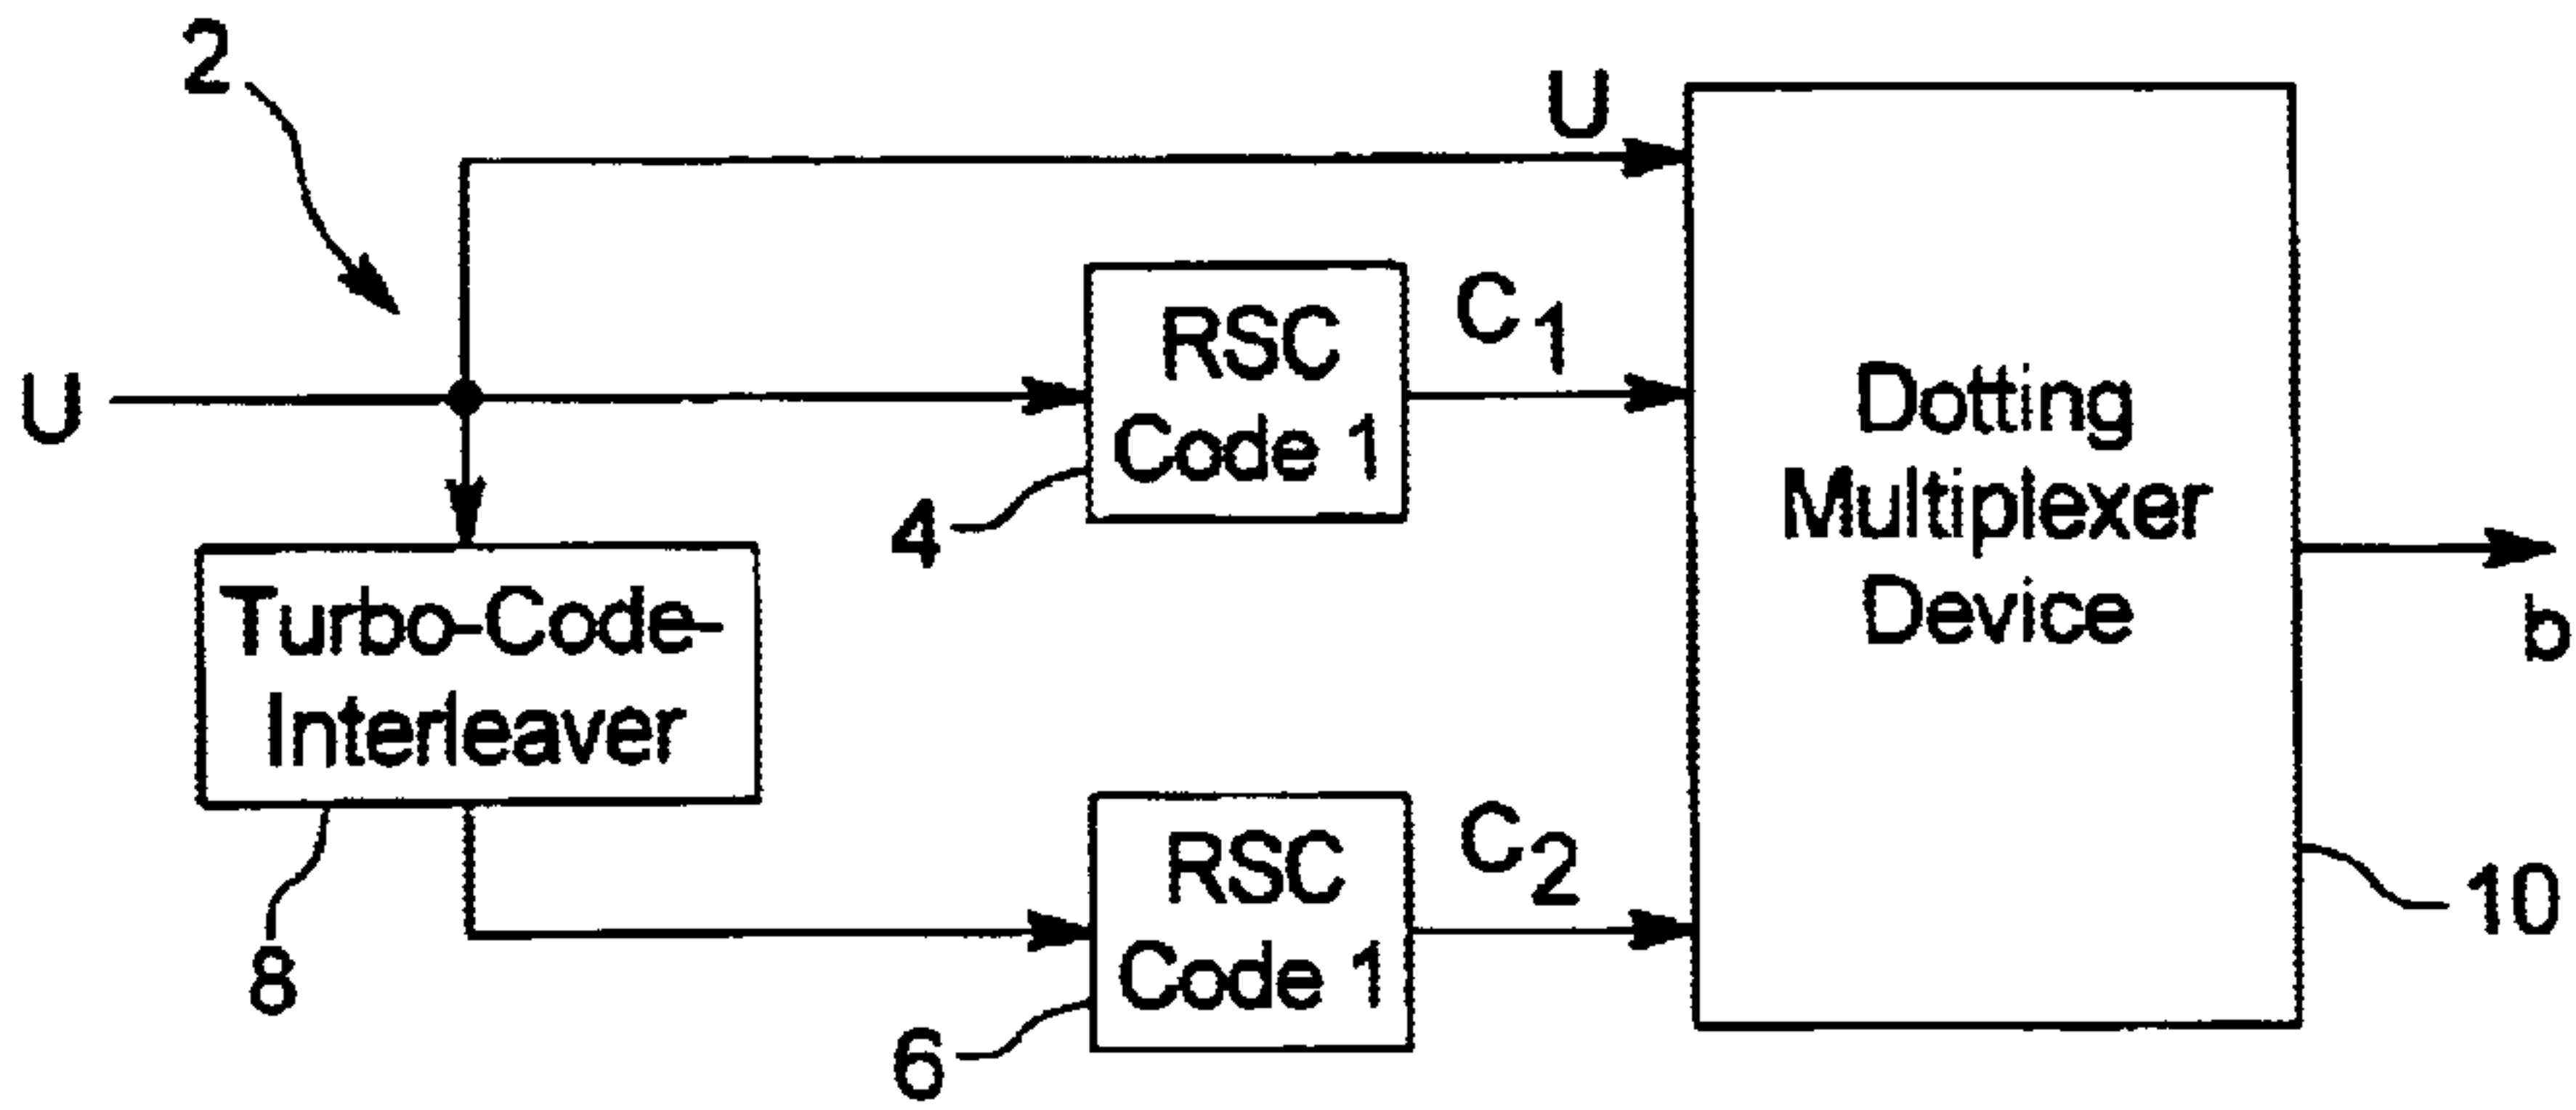 2
U
U
RSC
Code 1
C1
4
Dotting
Multiplexer
Device
b
Turbo-Code-
Interleaver
8
RSC
Code 1
C2
6
10